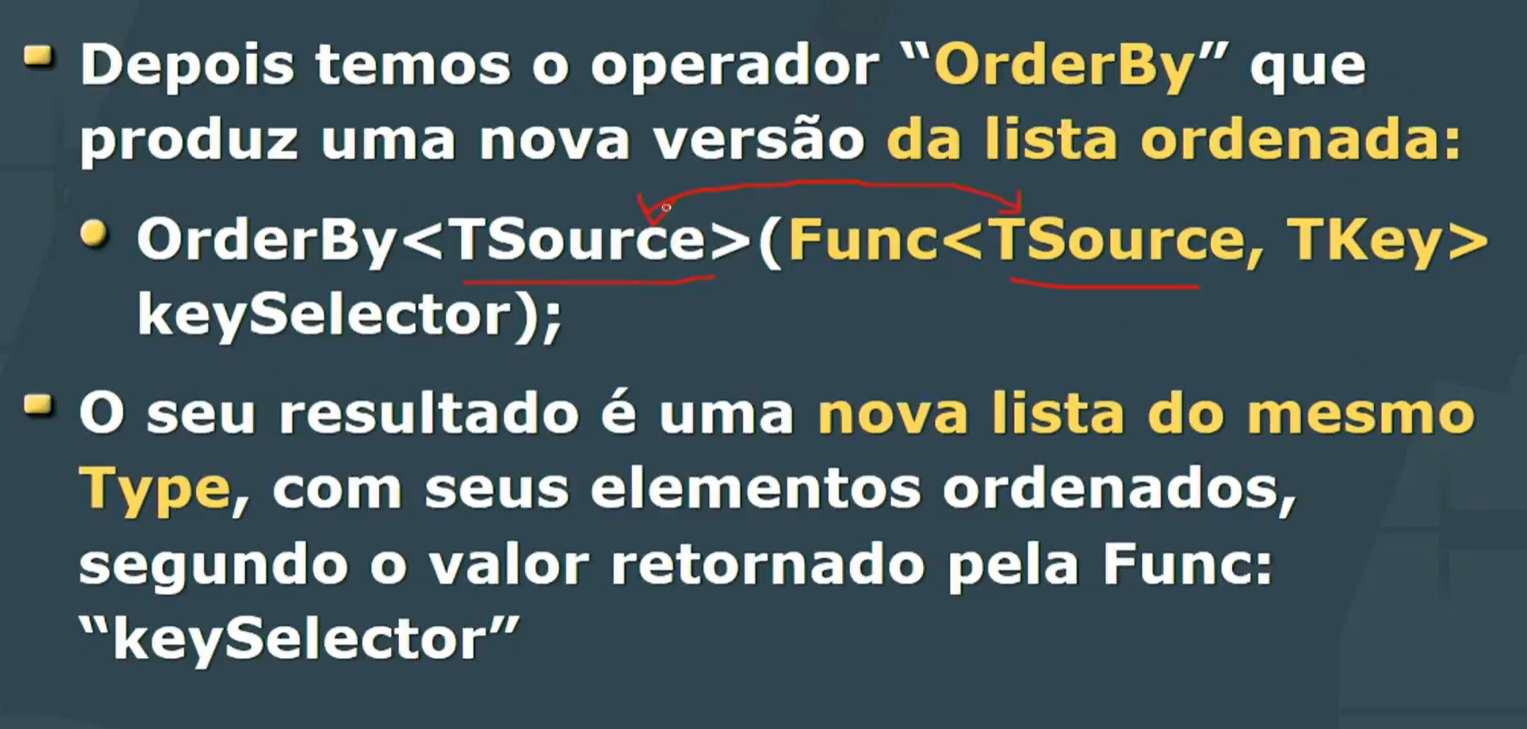 Depois temos o operador “OrderBy” que
produz uma nova versão da lista ordenada:
OrderBy<TSource>(Func<TSource, TKey>
keySelector);
O seu resultado é uma nova lista do mesmo
Type, com seus elementos ordenados,
segundo o valor retornado pela Func:
“keySelector”